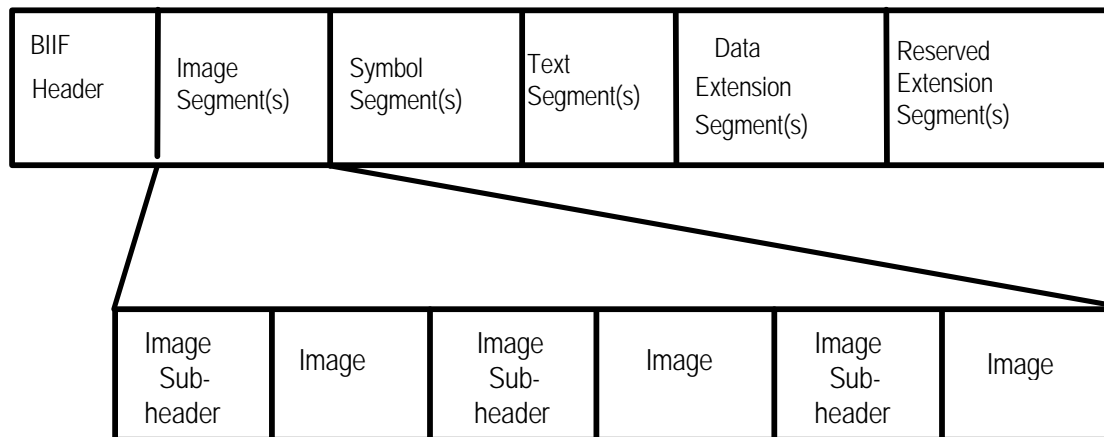 BIIF
Header
Image
Segment(s)
Symbol
Segment(s)
Text
Segment(s)
Data
Extension
Segment(s)
Reserved
Extension
Segment(s)
Image
Sub-
header
Image
Image
Sub-
header
Image
Image
Sub-
header
Image